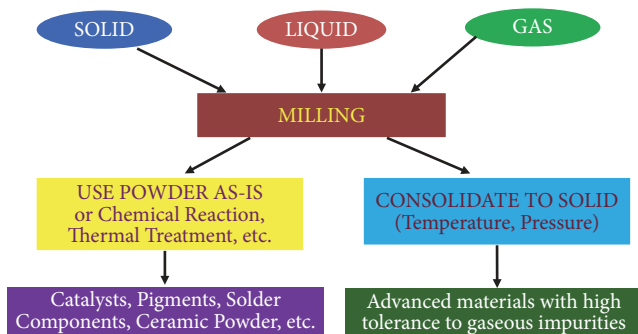 SOLID
LIQUID
GAS
MILLING
USE POWDER AS-IS
or Chemical Reaction,
Thermal Treatment, etc.
CONSOLIDATE TO SOLID
(Temperature, Pressure)
Catalysts, Pigments, Solder
Components, Ceramic Powder, etc.
Advanced materials with high
tolerance to gaseous impurities